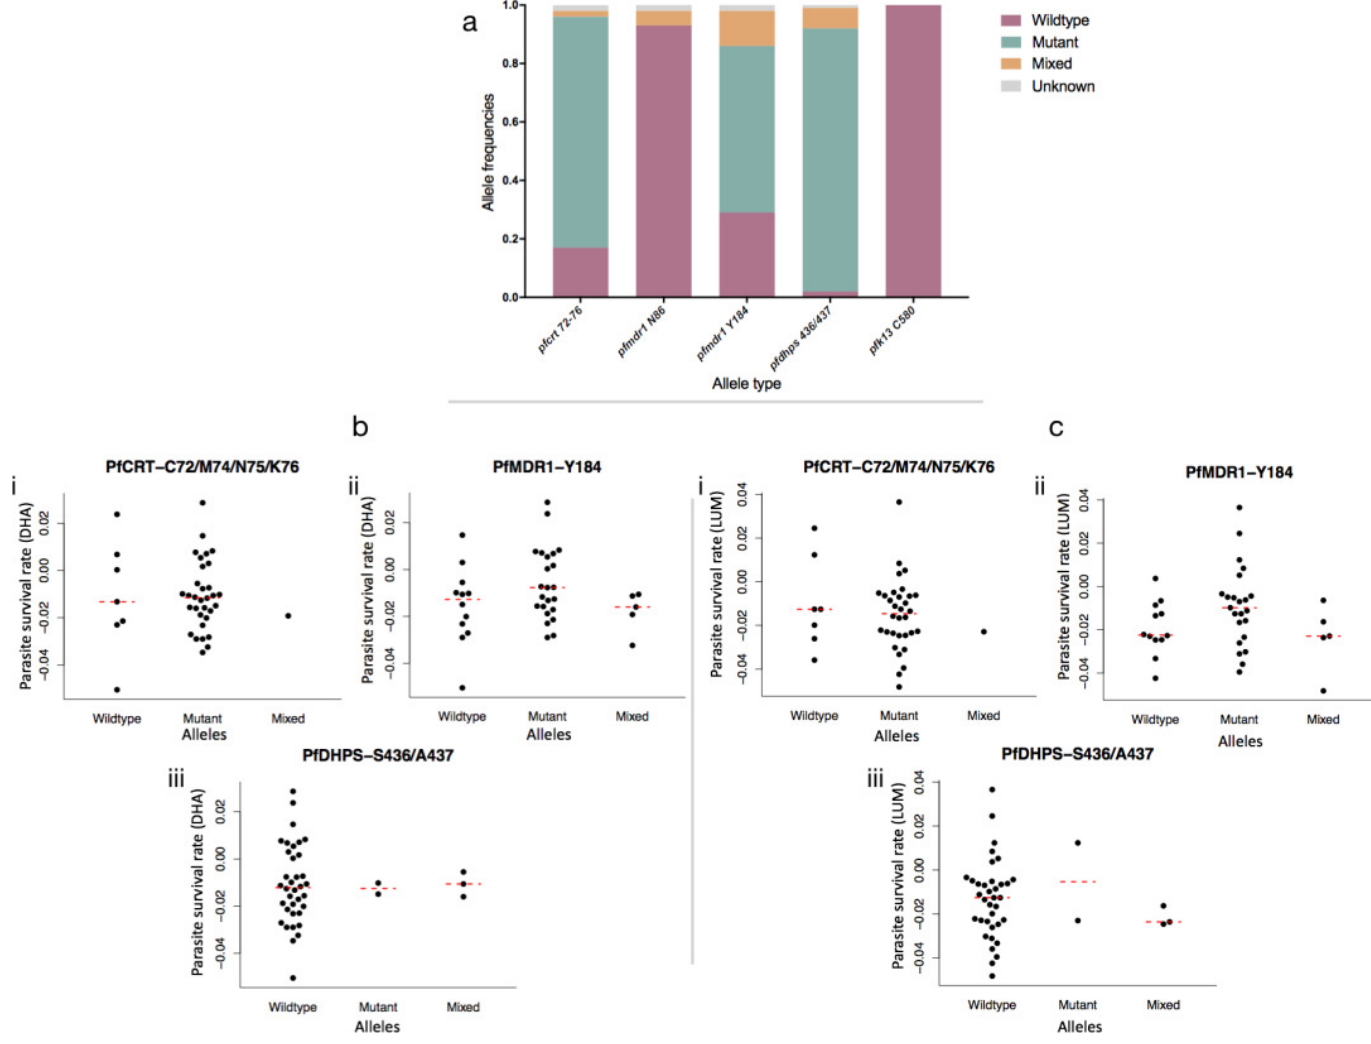 a
Allele frequencies
1.0
0.8
0.6
0.4
0.2
0.0
pfcrt 72-76
pfmdr1 N86
pfmdr1 Y184
pfdhps 436/437
pfk13 C580
Allele type
Wildtype
Mutant
Mixed
Unknown
b
i
PfCRT–C72/M74/N75/K76
Parasite survival rate (DHA)
0.02
0.00
−0.02
−0.04
Wildtype Mutant Mixed
Alleles
ii
PfMDR1–Y184
Parasite survival rate (DHA)
0.02
0.00
−0.02
−0.04
Wildtype Mutant Mixed
Alleles
iii
PfDHPS–S436/A437
Parasite survival rate (DHA)
0.02
0.00
−0.02
−0.04
Wildtype Mutant Mixed
Alleles
c
i
PfCRT–C72/M74/N75/K76
Parasite survival rate (LUM)
0.04
0.02
0.00
−0.02
−0.04
Wildtype Mutant Mixed
Alleles
ii
PfMDR1–Y184
Parasite survival rate (LUM)
0.04
0.02
0.00
−0.02
−0.04
Wildtype Mutant Mixed
Alleles
iii
PfDHPS–S436/A437
Parasite survival rate (LUM)
0.04
0.02
0.00
−0.02
−0.04
Wildtype Mutant Mixed
Alleles